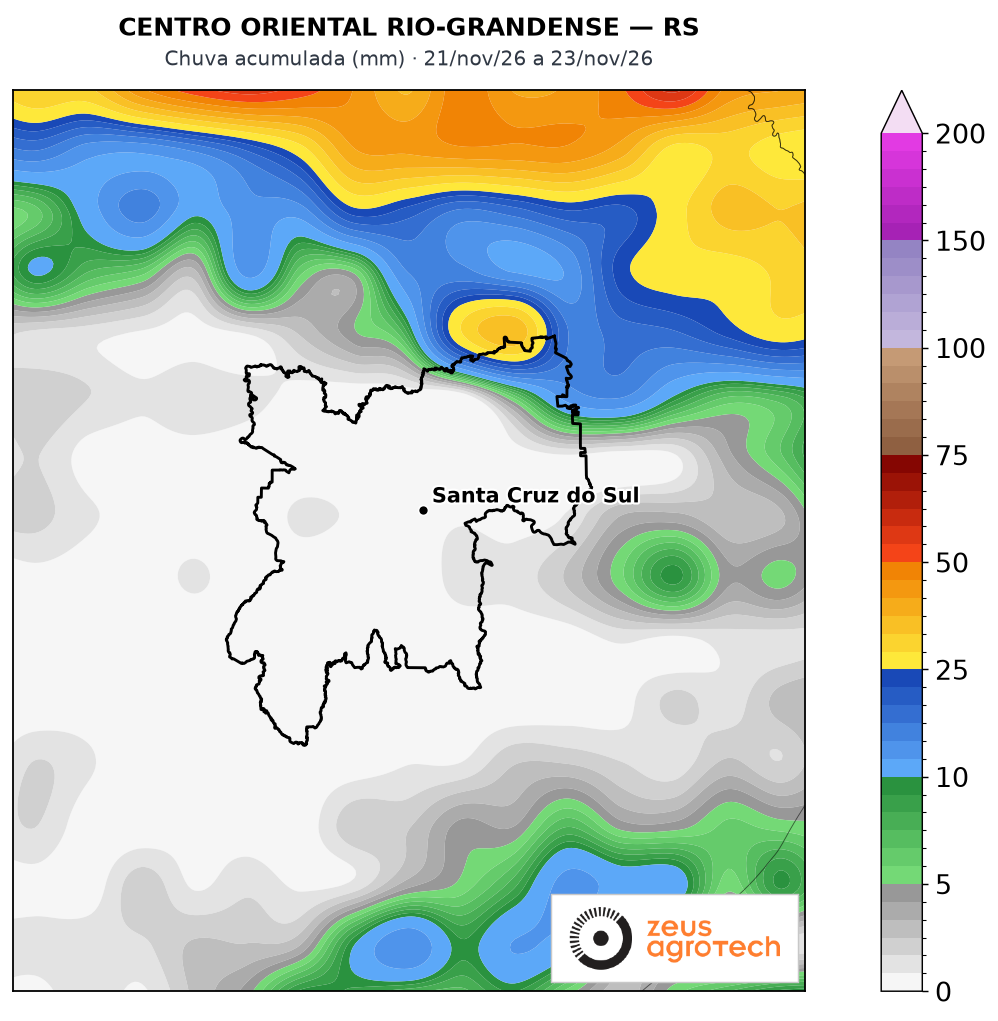 CENTRO ORIENTAL RIO-GRANDENSE — RS
Chuva acumulada (mm) · 21/nov/26 a 23/nov/26
200
150
100
75
50
25
10
5
0
Santa Cruz do Sul
zeus
agrotech